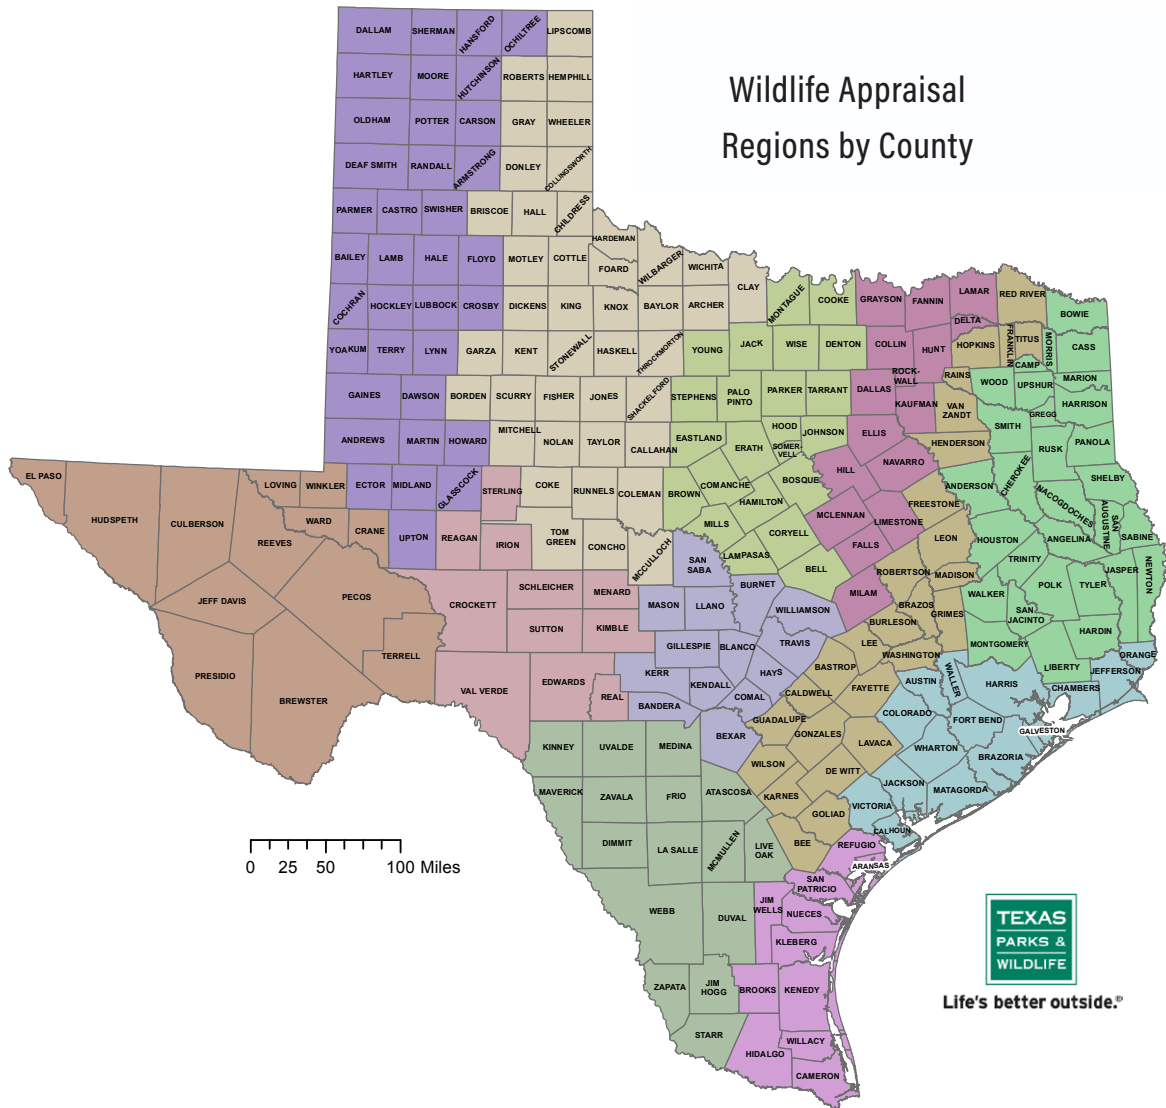 Wildlife Appraisal
Regions by County
DALLAM
SHERMAN
HANSFORD
OCHILTREE
LIPSCOMB
HARTLEY
MOORE
HUTCHINSON
ROBERTS
HEMPHILL
OLDHAM
POTTER
CARSON
GRAY
WHEELER
DEAF SMITH
RANDALL
ARMSTRONG
DONLEY
COLLINGSWORTH
PARMER
CASTRO
SWISHER
BRISCOE
HALL
CHILDRESS
HARDEMAN
BAILEY
LAMB
HALE
FLOYD
MOTLEY
COTTLE
FOARD
WILBARGER
WICHITA
CLAY
COCHRAN
HOCKLEY
LUBBOCK
CROSBY
DICKENS
KING
KNOX
BAYLOR
ARCHER
MONTAGUE
COOKE
GRAYSON
FANNIN
LAMAR
RED RIVER
BOWIE
DELTA
YOAKUM
TERRY
LYNN
GARZA
KENT
STONEWALL
HASKELL
THROCKMORTON
YOUNG
JACK
WISE
DENTON
COLLIN
HUNT
HOPKINS
FRANKLIN
TITUS
MORRIS
CASS
CAMP
GAINES
DAWSON
BORDEN
SCURRY
FISHER
JONES
SHACKELFORD
STEPHENS
PALO
PINTO
PARKER
TARRANT
DALLAS
ROCK-
WALL
KAUFMAN
RAINS
WOOD
UPSHUR
MARION
VAN
ZANDT
GREGG
HARRISON
ANDREWS
MARTIN
HOWARD
MITCHELL
NOLAN
TAYLOR
CALLAHAN
EASTLAND
ERATH
HOOD
SOMER-
VELL
JOHNSON
ELLIS
HENDERSON
SMITH
RUSK
PANOLA
EL PASO
HUDSPETH
CULBERSON
LOVING
WINKLER
ECTOR
MIDLAND
GLASSCOCK
STERLING
COKE
RUNNELS
COLEMAN
BROWN
COMANCHE
HAMILTON
BOSQUE
HILL
NAVARRO
FREESTONE
ANDERSON
CHEROKEE
NACOGDOCHES
SHELBY
SAN
AUGUSTINE
SABINE
REEVES
WARD
CRANE
UPTON
REAGAN
IRION
TOM
GREEN
CONCHO
MCCULLOCH
SAN
SABA
MILLS
LAMPASAS
CORYELL
BELL
MCLENNAN
LIMESTONE
FALLS
LEON
HOUSTON
TRINITY
ANGELINA
JASPER
NEWTON
JEFF DAVIS
PECOS
CROCKETT
SCHLEICHER
MENARD
MASON
LLANO
BURNET
WILLIAMSON
MILAM
ROBERTSON
MADISON
BRAZOS
GRIMES
WALKER
SAN
JACINTO
POLK
TYLER
HARDIN
PRESIDIO
BREWSTER
TERRELL
SUTTON
KIMBLE
GILLESPIE
BLANCO
TRAVIS
LEE
BURLESON
WASHINGTON
MONTGOMERY
LIBERTY
ORANGE
JEFFERSON
VAL VERDE
EDWARDS
REAL
KERR
BANDERA
KENDALL
COMAL
HAYS
BASTROP
CALDWELL
FAYETTE
AUSTIN
WALLER
HARRIS
CHAMBERS
GALVESTON
KINNEY
UVALDE
MEDINA
BEXAR
GUADALUPE
GONZALES
LAVACA
COLORADO
FORT BEND
WHARTON
BRAZORIA
MAVERICK
ZAVALA
FRIO
ATASCOSA
WILSON
KARNES
DE WITT
JACKSON
MATAGORDA
VICTORIA
GOLIAD
CALHOUN
DIMMIT
LA SALLE
MCMULLEN
LIVE
OAK
BEE
REFUGIO
ARANSAS
SAN
PATRICIO
WEBB
DUVAL
JIM
WELLS
NUECES
KLEBERG
ZAPATA
JIM
HOGG
BROOKS
KENEDY
STARR
HIDALGO
WILLACY
CAMERON
0 25 50 100 Miles
TEXAS
PARKS &
WILDLIFE
Life's better outside.®